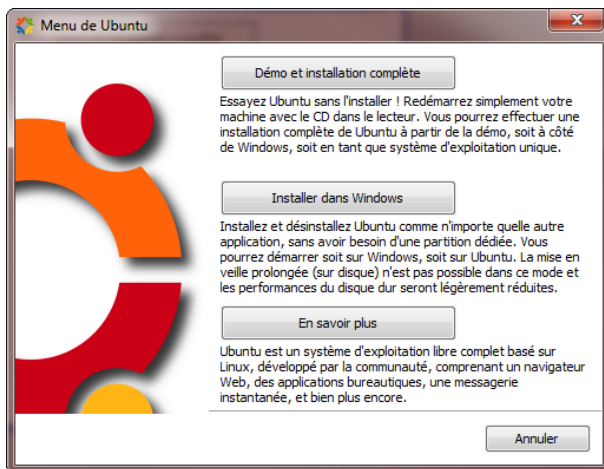 Menu de Ubuntu
Démo et installation complète
Essayez Ubuntu sans l'installer ! Redémarrez simplement votre
machine avec le CD dans le lecteur. Vous pourrez effectuer une
installation complète de Ubuntu à partir de la démo, soit à côté
de Windows, soit en tant que système d'exploitation unique.
Installer dans Windows
Installez et désinstallez Ubuntu comme n'importe quelle autre
application, sans avoir besoin d'une partition dédiée. Vous
pourrez démarrer soit sur Windows, soit sur Ubuntu. La mise en
veille prolongée (sur disque) n'est pas possible dans ce mode et
les performances du disque dur seront légèrement réduites.
En savoir plus
Ubuntu est un système d'exploitation libre complet basé sur
Linux, développé par la communauté, comprenant un navigateur
Web, des applications bureautiques, une messagerie
instantanée, et bien plus encore.
Annuler